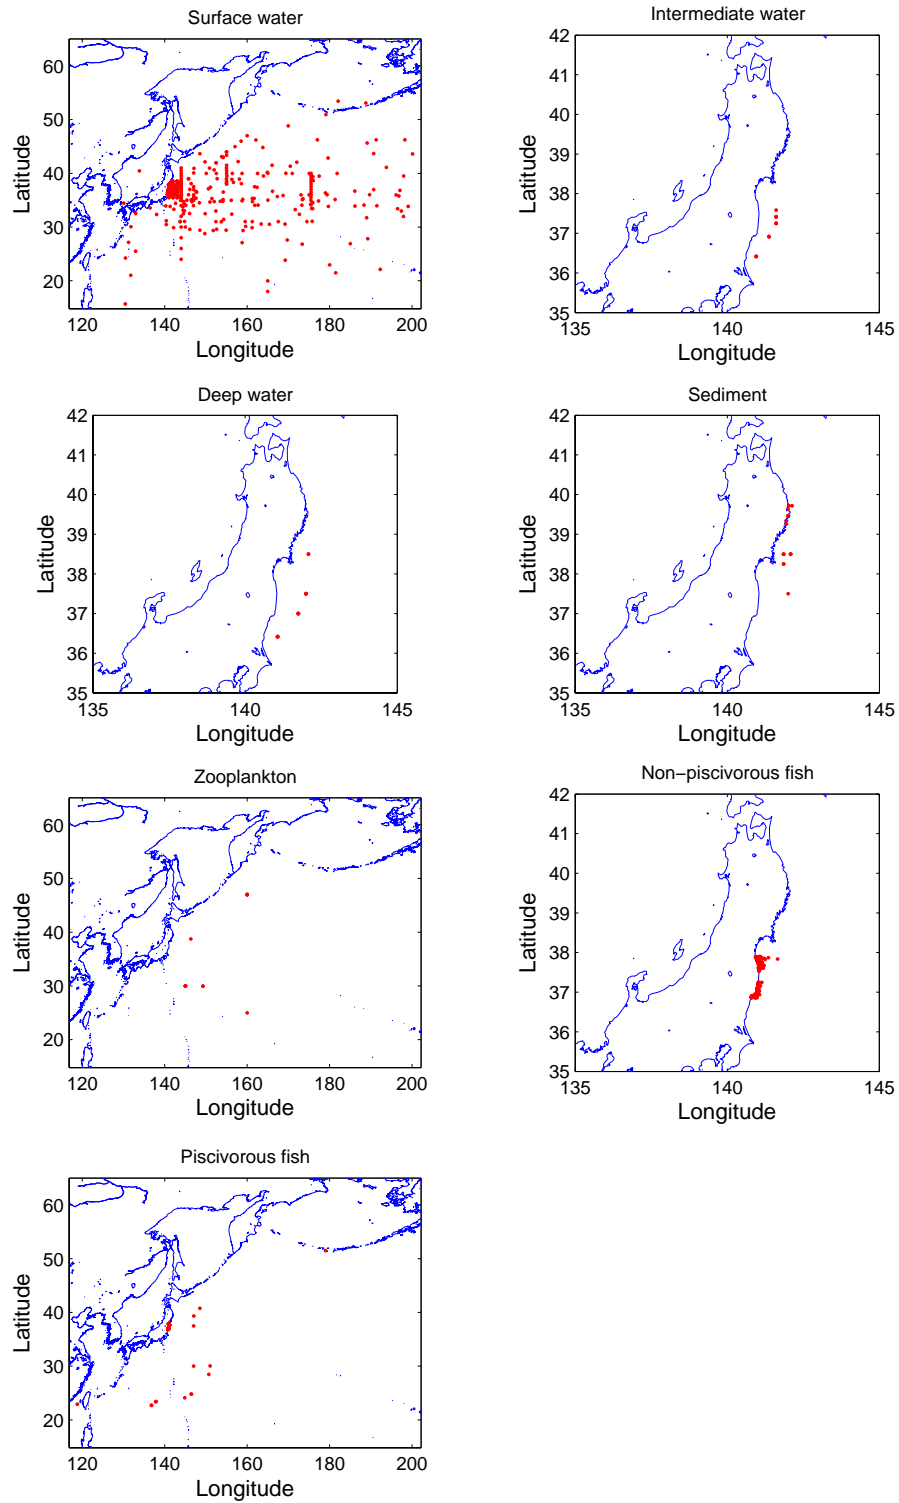 Surface water
60
50
40
30
20
120 140 160 180 200
Latitude
Longitude
Intermediate water
42
41
40
39
38
37
36
35
135 140 145
Latitude
Longitude
Deep water
42
41
40
39
38
37
36
35
135 140 145
Latitude
Longitude
Sediment
42
41
40
39
38
37
36
35
135 140 145
Latitude
Longitude
Zooplankton
60
50
40
30
20
120 140 160 180 200
Latitude
Longitude
Non−piscivorous fish
42
41
40
39
38
37
36
35
135 140 145
Latitude
Longitude
Piscivorous fish
60
50
40
30
20
120 140 160 180 200
Latitude
Longitude